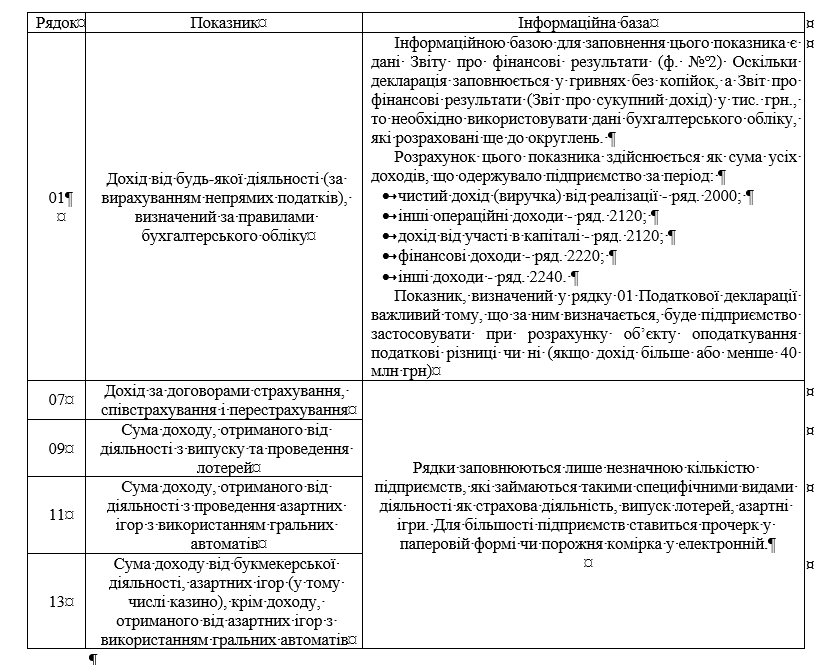 Рядок Показник Інформаційна база
01
Дохід від будь-якої діяльності (за
вирахуванням непрямих податків),
визначений за правилами
бухгалтерського обліку
Інформаційною базою для заповнення цього показника є
дані Звіту про фінансові результати (ф. №2) Оскільки
декларація заповнюється у гривнях без копійок, а Звіт про
фінансові результати (Звіт про сукупний дохід) у тис. грн.,
то необхідно використовувати дані бухгалтерського обліку,
які розраховані ще до округлень.
Розрахунок цього показника здійснюється як сума усіх
доходів, що одержувало підприємство за період:
• чистий дохід (виручка) від реалізації - ряд. 2000;
• інші операційні доходи - ряд. 2120;
• дохід від участі в капіталі - ряд. 2120;
• фінансові доходи - ряд. 2220;
• інші доходи - ряд. 2240.
Показник, визначений у рядку 01 Податкової декларації
важливий тому, що за ним визначається, буде підприємство
застосовувати при розрахунку об’єкту оподаткування
податкові різниці чи ні (якщо дохід більше або менше 40
млн грн)
07
Дохід за договорами страхування,
співстрахування і перестрахування
09
Сума доходу, отриманого від
діяльності з випуску та проведення
лотерей
11
Сума доходу, отриманого від
діяльності з проведення азартних
ігор з використанням гральних
автоматів
13
Сума доходу від букмекерської
діяльності, азартних ігор (у тому
числі казино), крім доходу,
отриманого від азартних ігор з
використанням гральних автоматів
Рядки заповнюються лише незначною кількістю
підприємств, які займаються такими специфічними видами
діяльності як страхова діяльність, випуск лотерей, азартні
ігри. Для більшості підприємств ставиться прочерк у
паперовій формі чи порожня комірка у електронній.